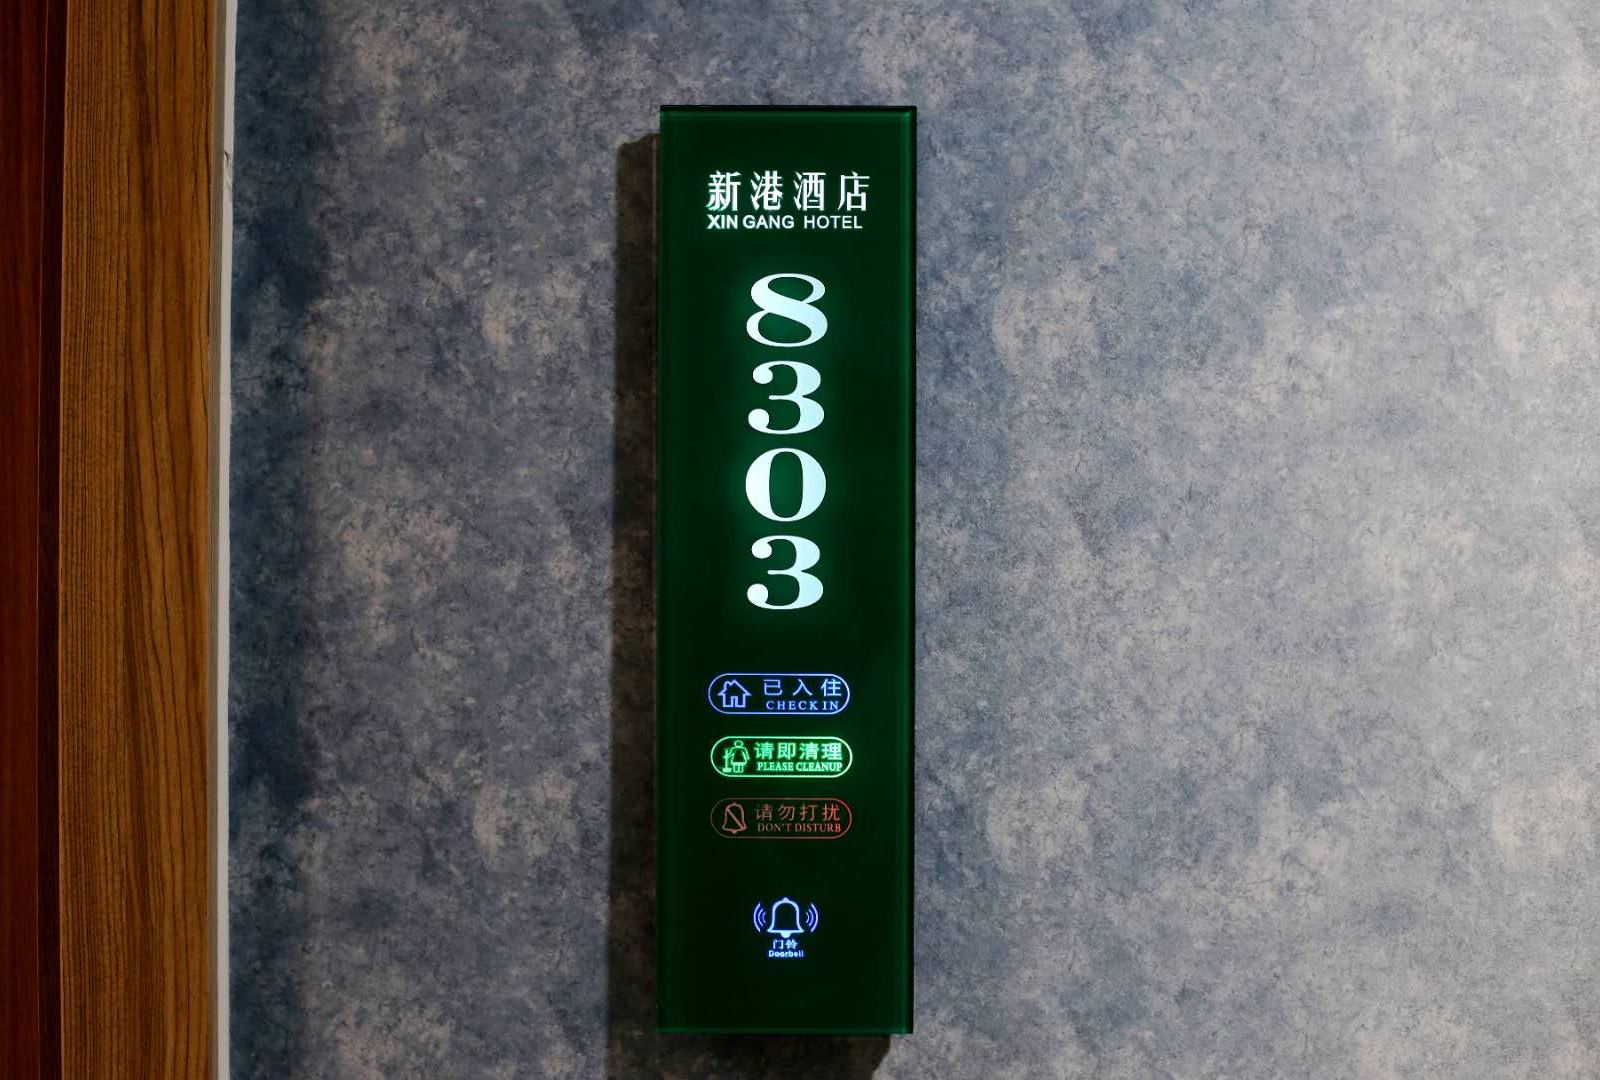 新港酒店
XIN GANG HOTEL
8
3
0
3
已入住
CHECK IN
请即清理
PLEASE CLEANUP
请勿打扰
DON'T DISTURB
门铃
Doorbell